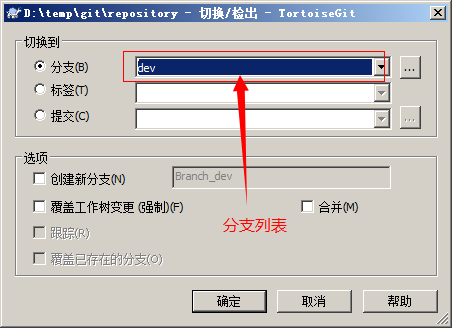 D:\temp\git\repository - 切换/检出 - TortoiseGit
切换到
分支(B)
dev
...
标签(T)
提交(C)
...
选项
创建新分支(N)
Branch_dev
覆盖工作树变更(强制)(F)
合并(M)
分支列表
跟踪(R)
覆盖已存在的分支(O)
确定
取消
帮助